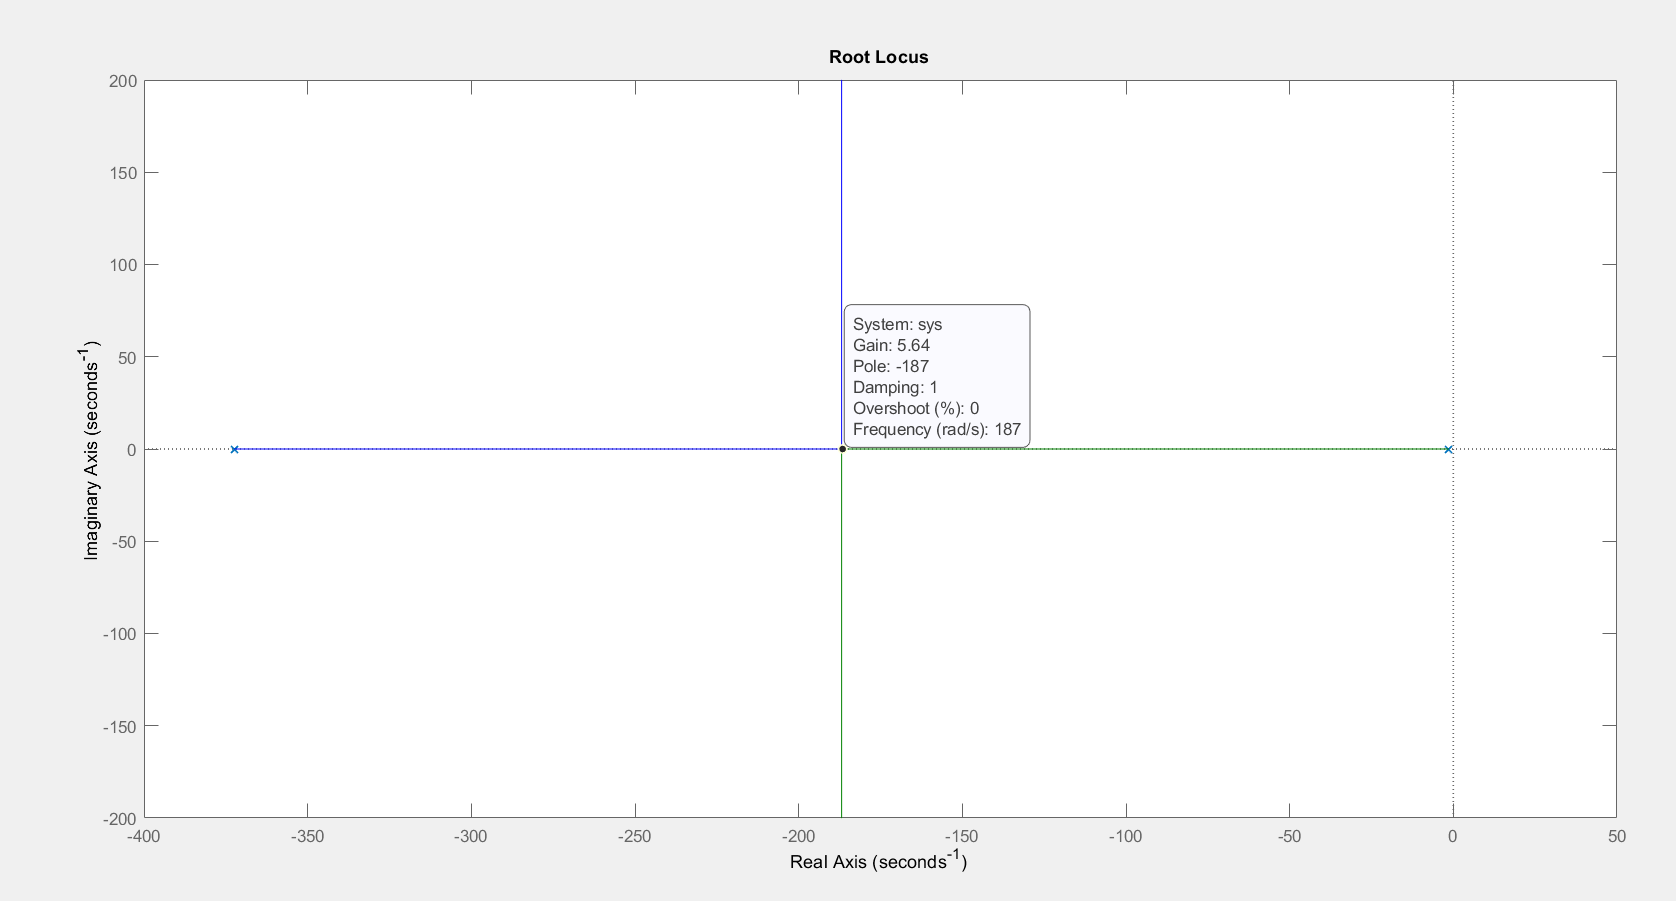 Root Locus
200
150
100
50
0
-50
-100
-150
-200
Imaginary Axis (seconds-1)
System: sys
Gain: 5.64
Pole: -187
Damping: 1
Overshoot (%): 0
Frequency (rad/s): 187
-400 -350 -300 -250 -200 -150 -100 -50 0 50
Real Axis (seconds-1)